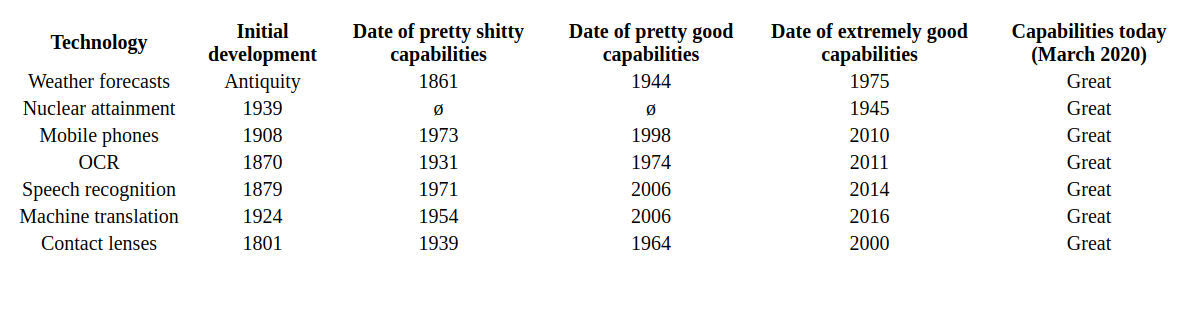 Technology Initial development Date of pretty shitty capabilities Date of pretty good capabilities Date of extremely good capabilities Capabilities today (March 2020)
Weather forecasts Antiquity 1861 1944 1975 Great
Nuclear attainment 1939 ø ø 1945 Great
Mobile phones 1908 1973 1998 2010 Great
OCR 1870 1931 1974 2011 Great
Speech recognition 1879 1971 2006 2014 Great
Machine translation 1924 1954 2006 2016 Great
Contact lenses 1801 1939 1964 2000 Great